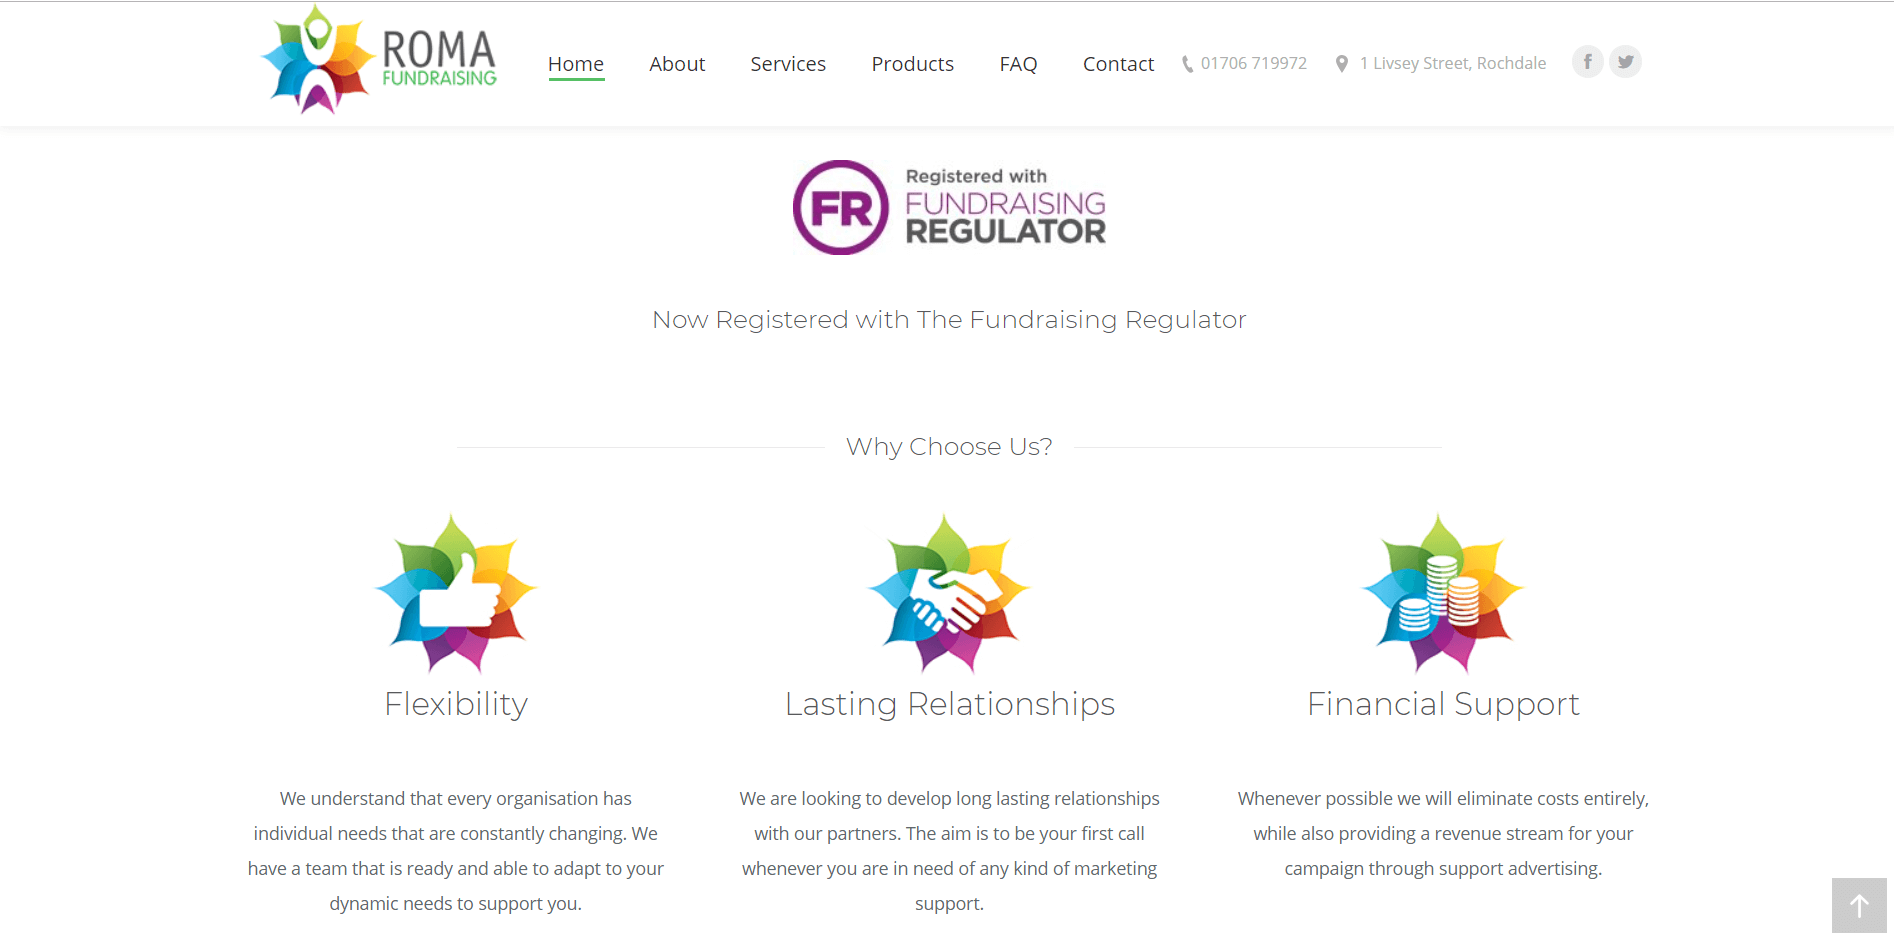 ROMA
FUNDRAISING
Home About Services Products FAQ Contact 01706 719972 1 Livsey Street, Rochdale
FR
Registered with
FUNDRAISING
REGULATOR
Now Registered with The Fundraising Regulator
Why Choose Us?
Flexibility
We understand that every organisation has
individual needs that are constantly changing. We
have a team that is ready and able to adapt to your
dynamic needs to support you.
Lasting Relationships
We are looking to develop long lasting relationships
with our partners. The aim is to be your first call
whenever you are in need of any kind of marketing
support.
Financial Support
Whenever possible we will eliminate costs entirely,
while also providing a revenue stream for your
campaign through support advertising.